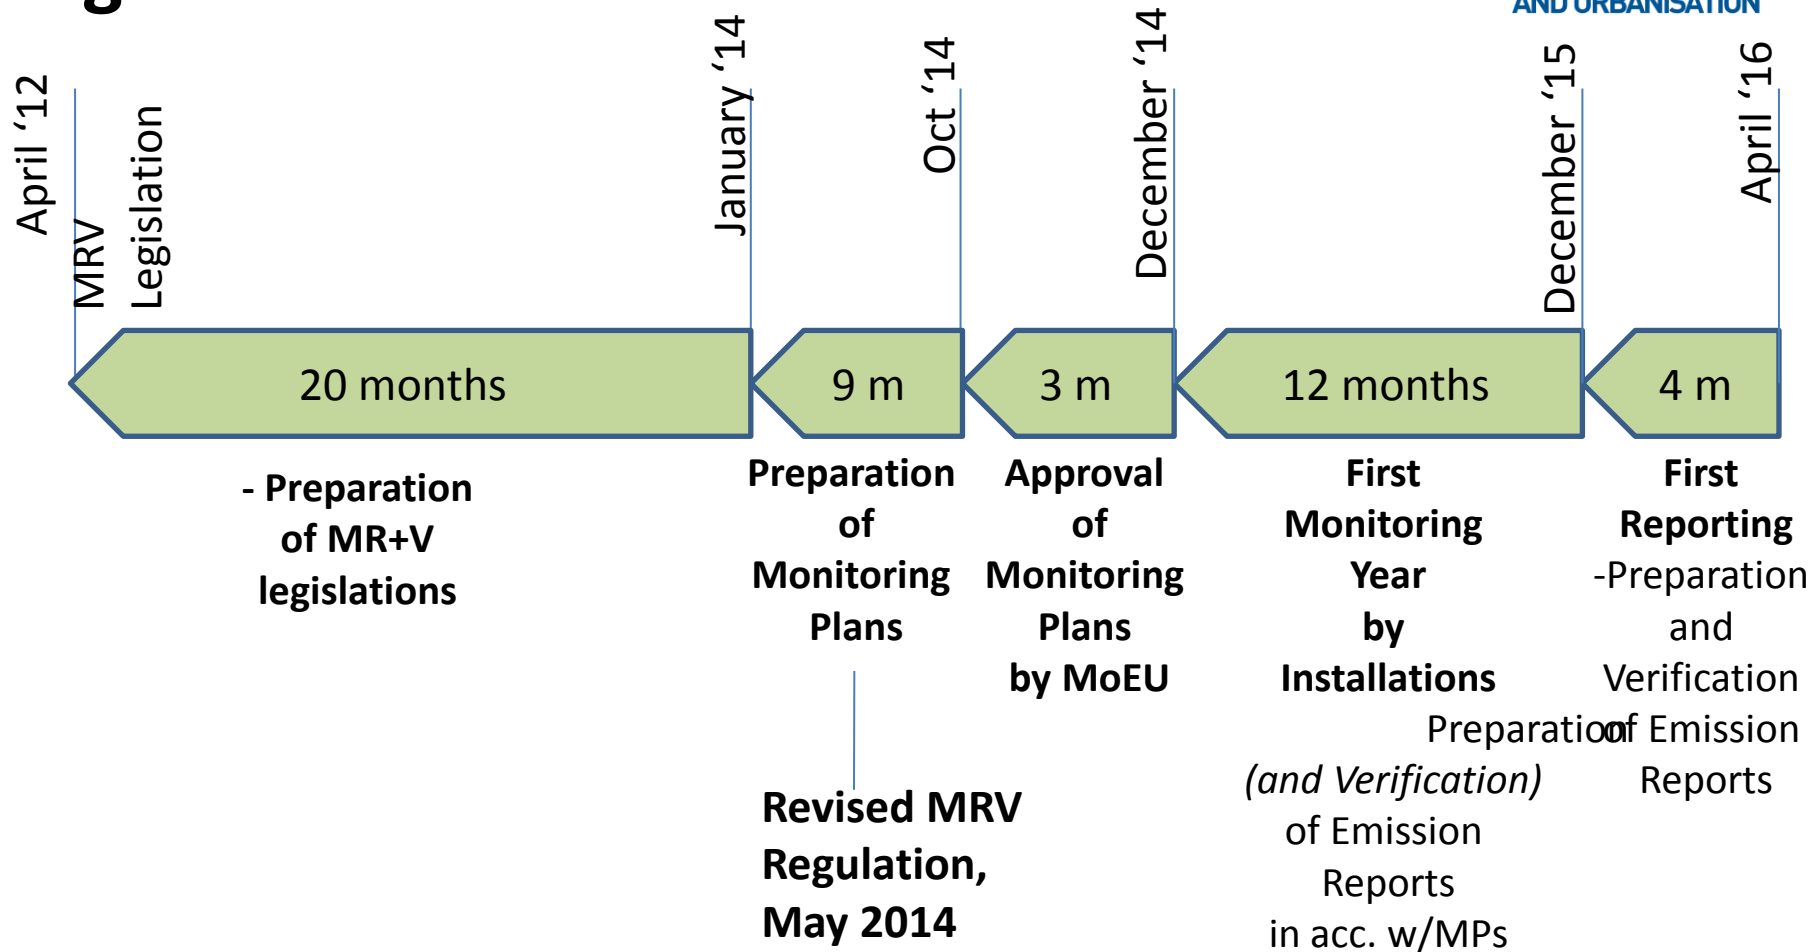 AND URBANISATION
April ‘12
MRV
Legislation
January ‘14
Oct ‘14
December ‘14
December ‘15
April ‘16
20 months
9 m
3 m
12 months
4 m
- Preparation
of MR+V
legislations
Preparation
of
Monitoring
Plans
Revised MRV
Regulation,
May 2014
Approval
of
Monitoring
Plans
by MoEU
First
Monitoring
Year
by
Installations
Preparation
(and Verification)
of Emission
Reports
in acc. w/MPs
First
Reporting
-Preparation
and
Verification
of Emission
Reports